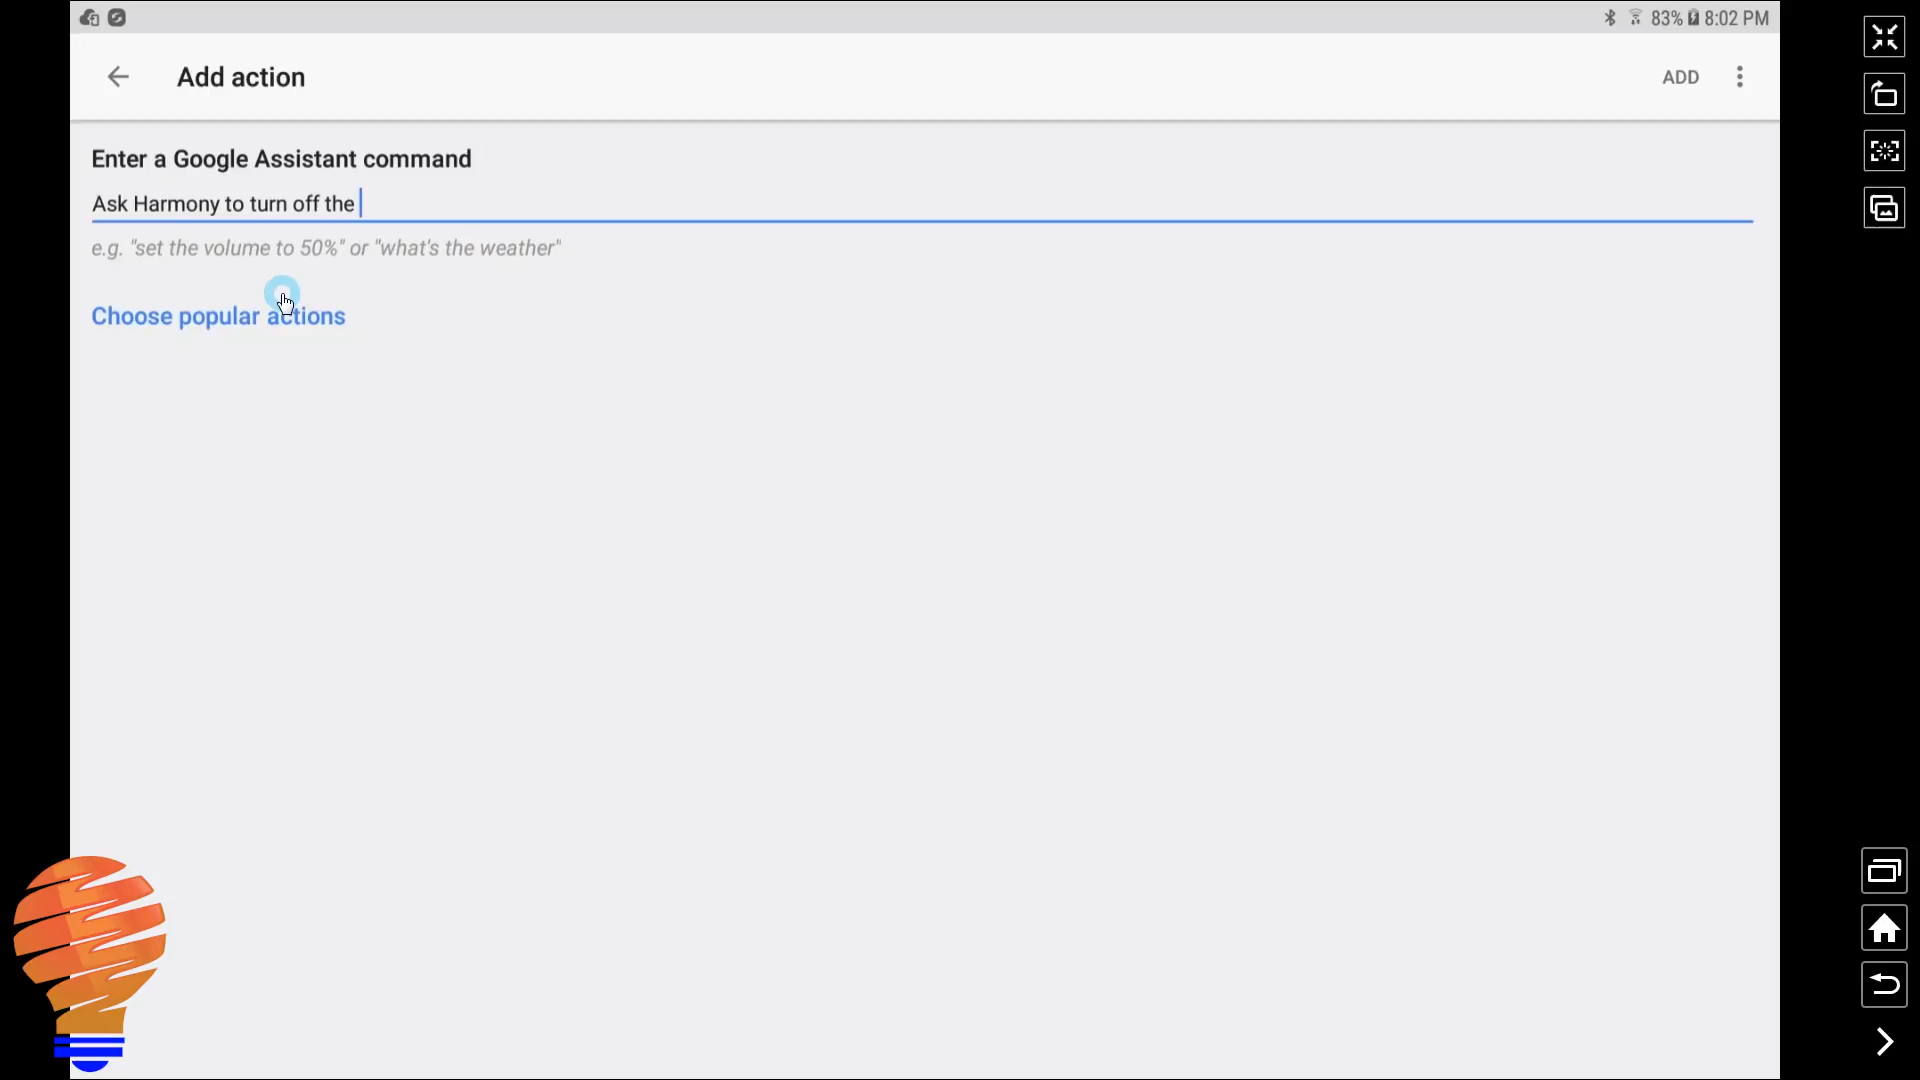 83% 8:02 PM
Add action
ADD
Enter a Google Assistant command
Ask Harmony to turn off the
e.g. "set the volume to 50%" or "what's the weather"
Choose popular actions